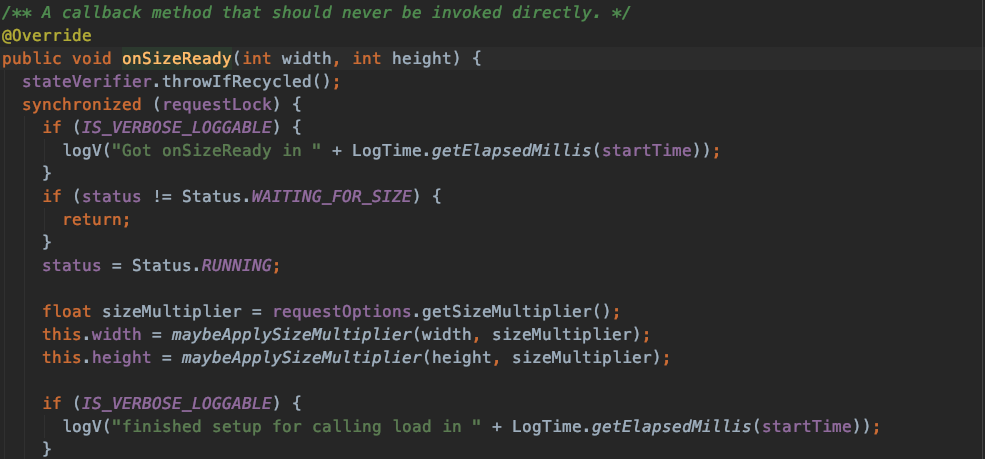 /** A callback method that should never be invoked directly. */
@Override
public void onSizeReady(int width, int height) {
  stateVerifier.throwIfRecycled();
  synchronized (requestLock) {
    if (IS_VERBOSE_LOGGABLE) {
      logV("Got onSizeReady in " + LogTime.getElapsedMillis(startTime));
    }
    if (status != Status.WAITING_FOR_SIZE) {
      return;
    }
    status = Status.RUNNING;

    float sizeMultiplier = requestOptions.getSizeMultiplier();
    this.width = maybeApplySizeMultiplier(width, sizeMultiplier);
    this.height = maybeApplySizeMultiplier(height, sizeMultiplier);

    if (IS_VERBOSE_LOGGABLE) {
      logV("finished setup for calling load in " + LogTime.getElapsedMillis(startTime));
    }